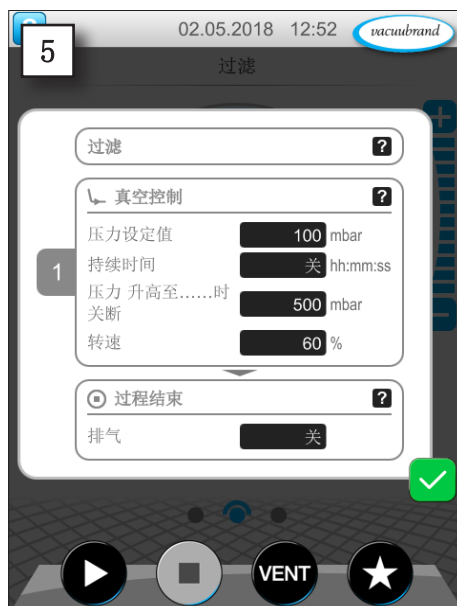 5
02.05.2018 12:52 vacuubrand
过滤
过滤 ?
真空控制 ?
1
压力设定值 100 mbar
持续时间 关 hh:mm:ss
压力 升高至……时
关断 500 mbar
转速 60 %
过程结束 ?
排气 关
VENT